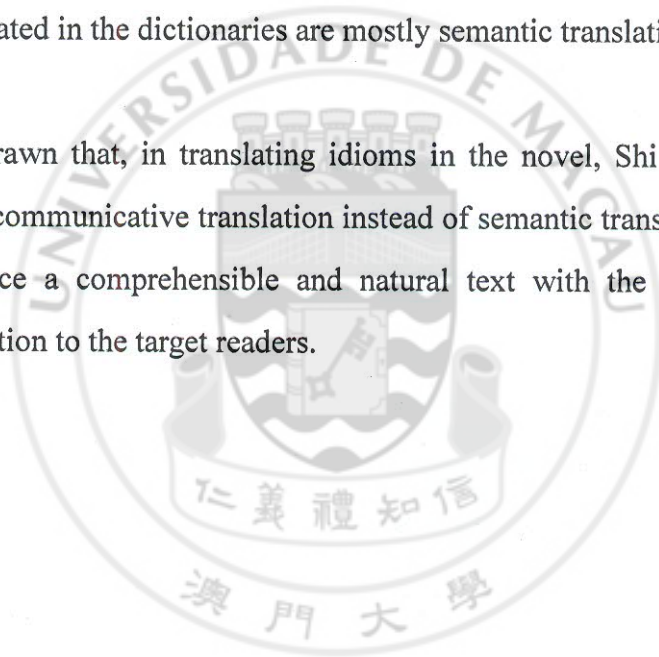 ated in the dictionaries are mostly semantic translati
rawn that, in translating idioms in the novel, Shi
communicative translation instead of semantic trans
ce a comprehensible and natural text with the
tion to the target readers.
UNIVERSIDADE DE MACAU
仁義禮知信
澳門大學